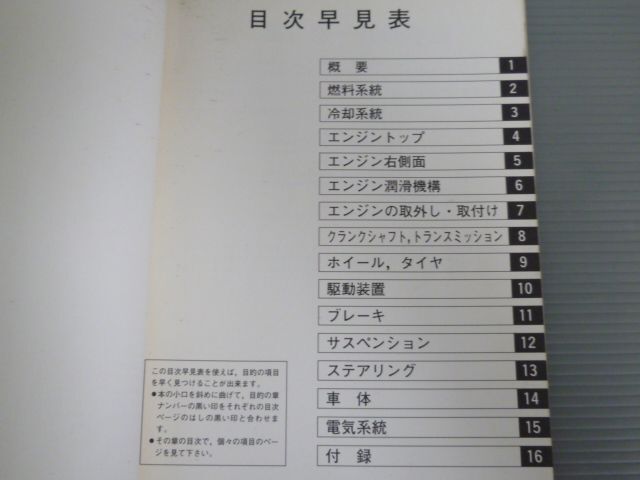 目次早見表
概 要 1
燃料系統 2
冷却系統 3
エンジントップ 4
エンジン右側面 5
エンジン潤滑機構 6
エンジンの取外し・取付け 7
クランクシャフト,トランスミッション 8
ホイール, タイヤ 9
駆動装置 10
ブレーキ 11
サスペンション 12
ステアリング 13
車 体 14
電気系統 15
付 録 16
この目次早見表を使えば, 目的の項目
を早く見つけることが出来ます。
●本の小口を斜めに曲げて, 目的の章
ナンバーの黒い印をそれぞれの目次
ページのはしの黒い印と合わせま
す。
●その章の目次で, 個々の項目のペー
ジを見て下さい。